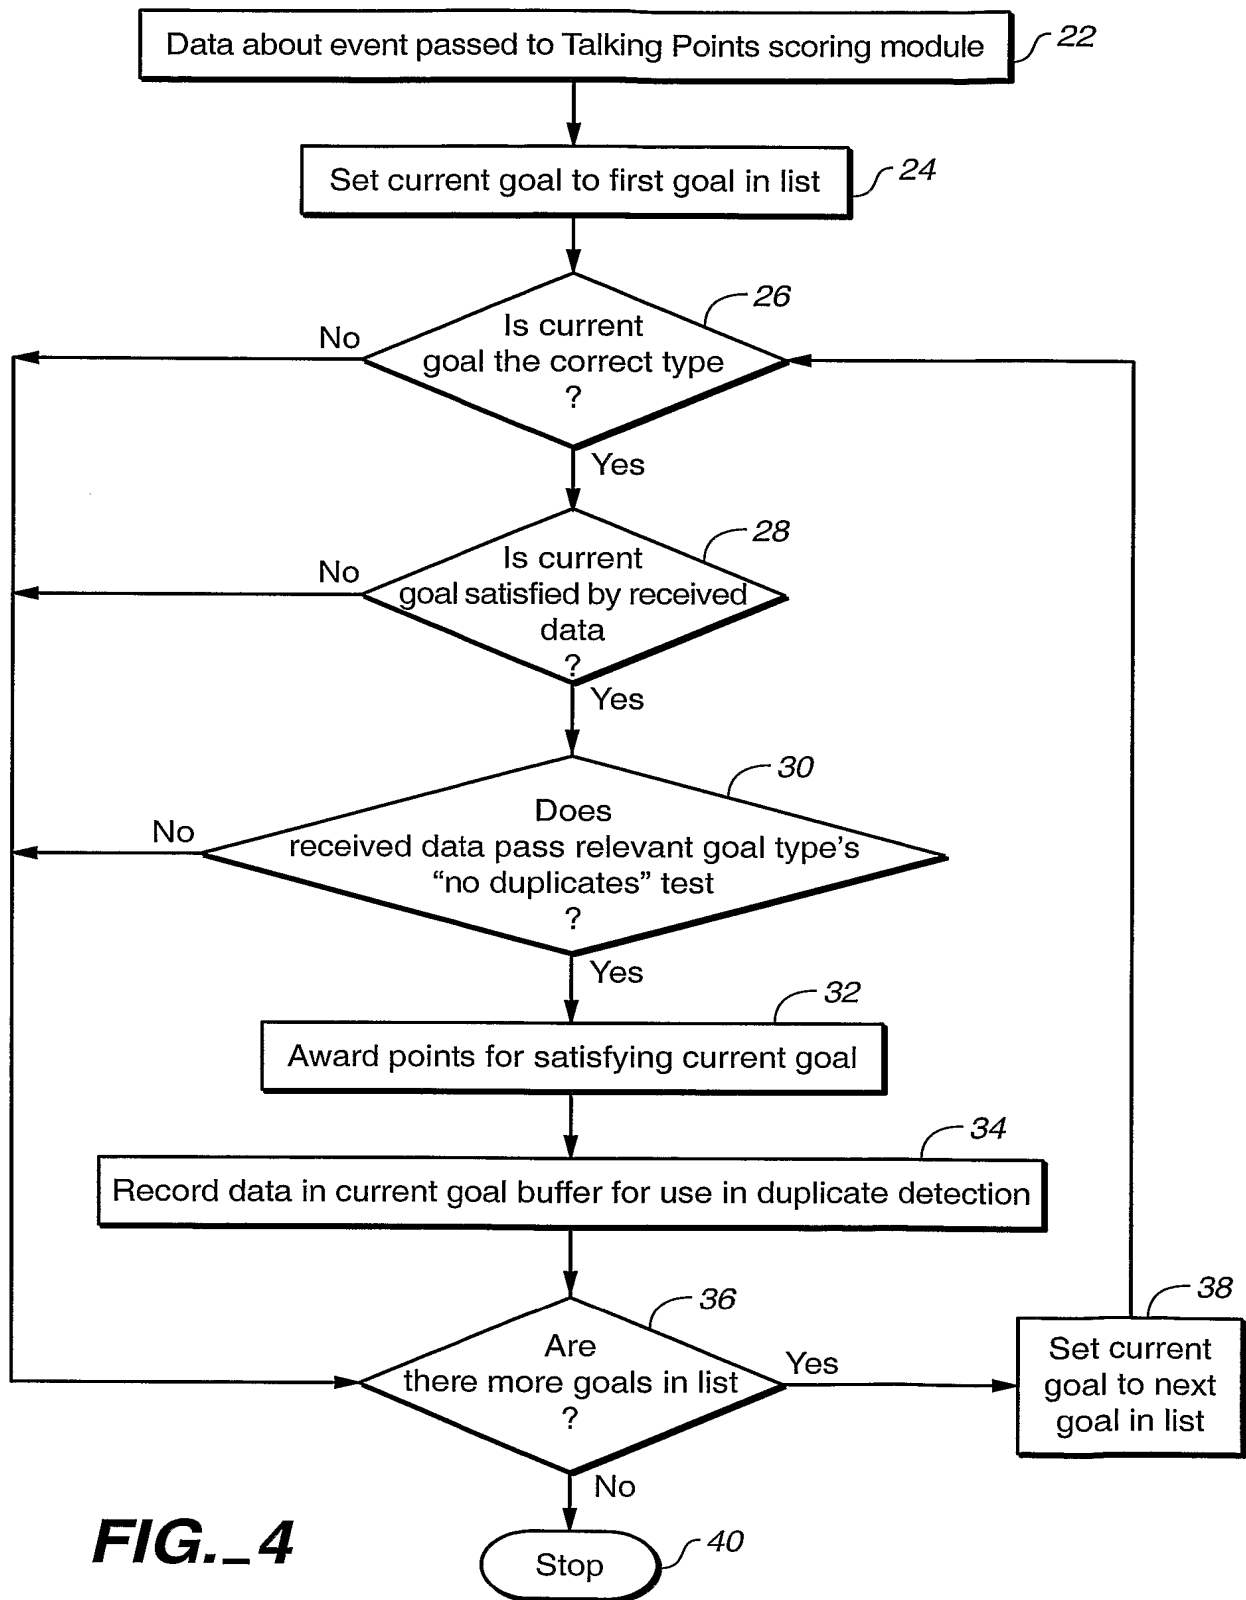 Data about event passed to Talking Points scoring module
22
Set current goal to first goal in list
24
26
Is current
goal the correct type
?
No
Yes
28
Is current
goal satisfied by received
data
?
No
Yes
30
Does
received data pass relevant goal type's
“no duplicates” test
?
No
Yes
32
Award points for satisfying current goal
34
Record data in current goal buffer for use in duplicate detection
36
Are
there more goals in list
?
Yes
38
Set current
goal to next
goal in list
No
Stop
40
FIG._4